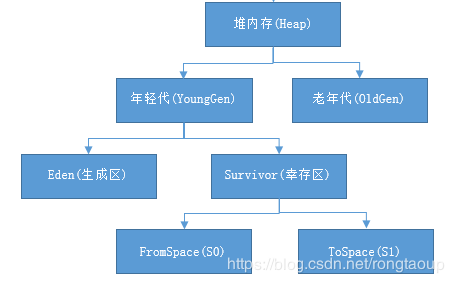 堆内存(Heap)
年轻代(YoungGen)
老年代(OldGen)
Eden(生成区)
Survivor(幸存区)
FromSpace(S0)
ToSpace(S1)
https://blog.csdn.net/rongtaoup